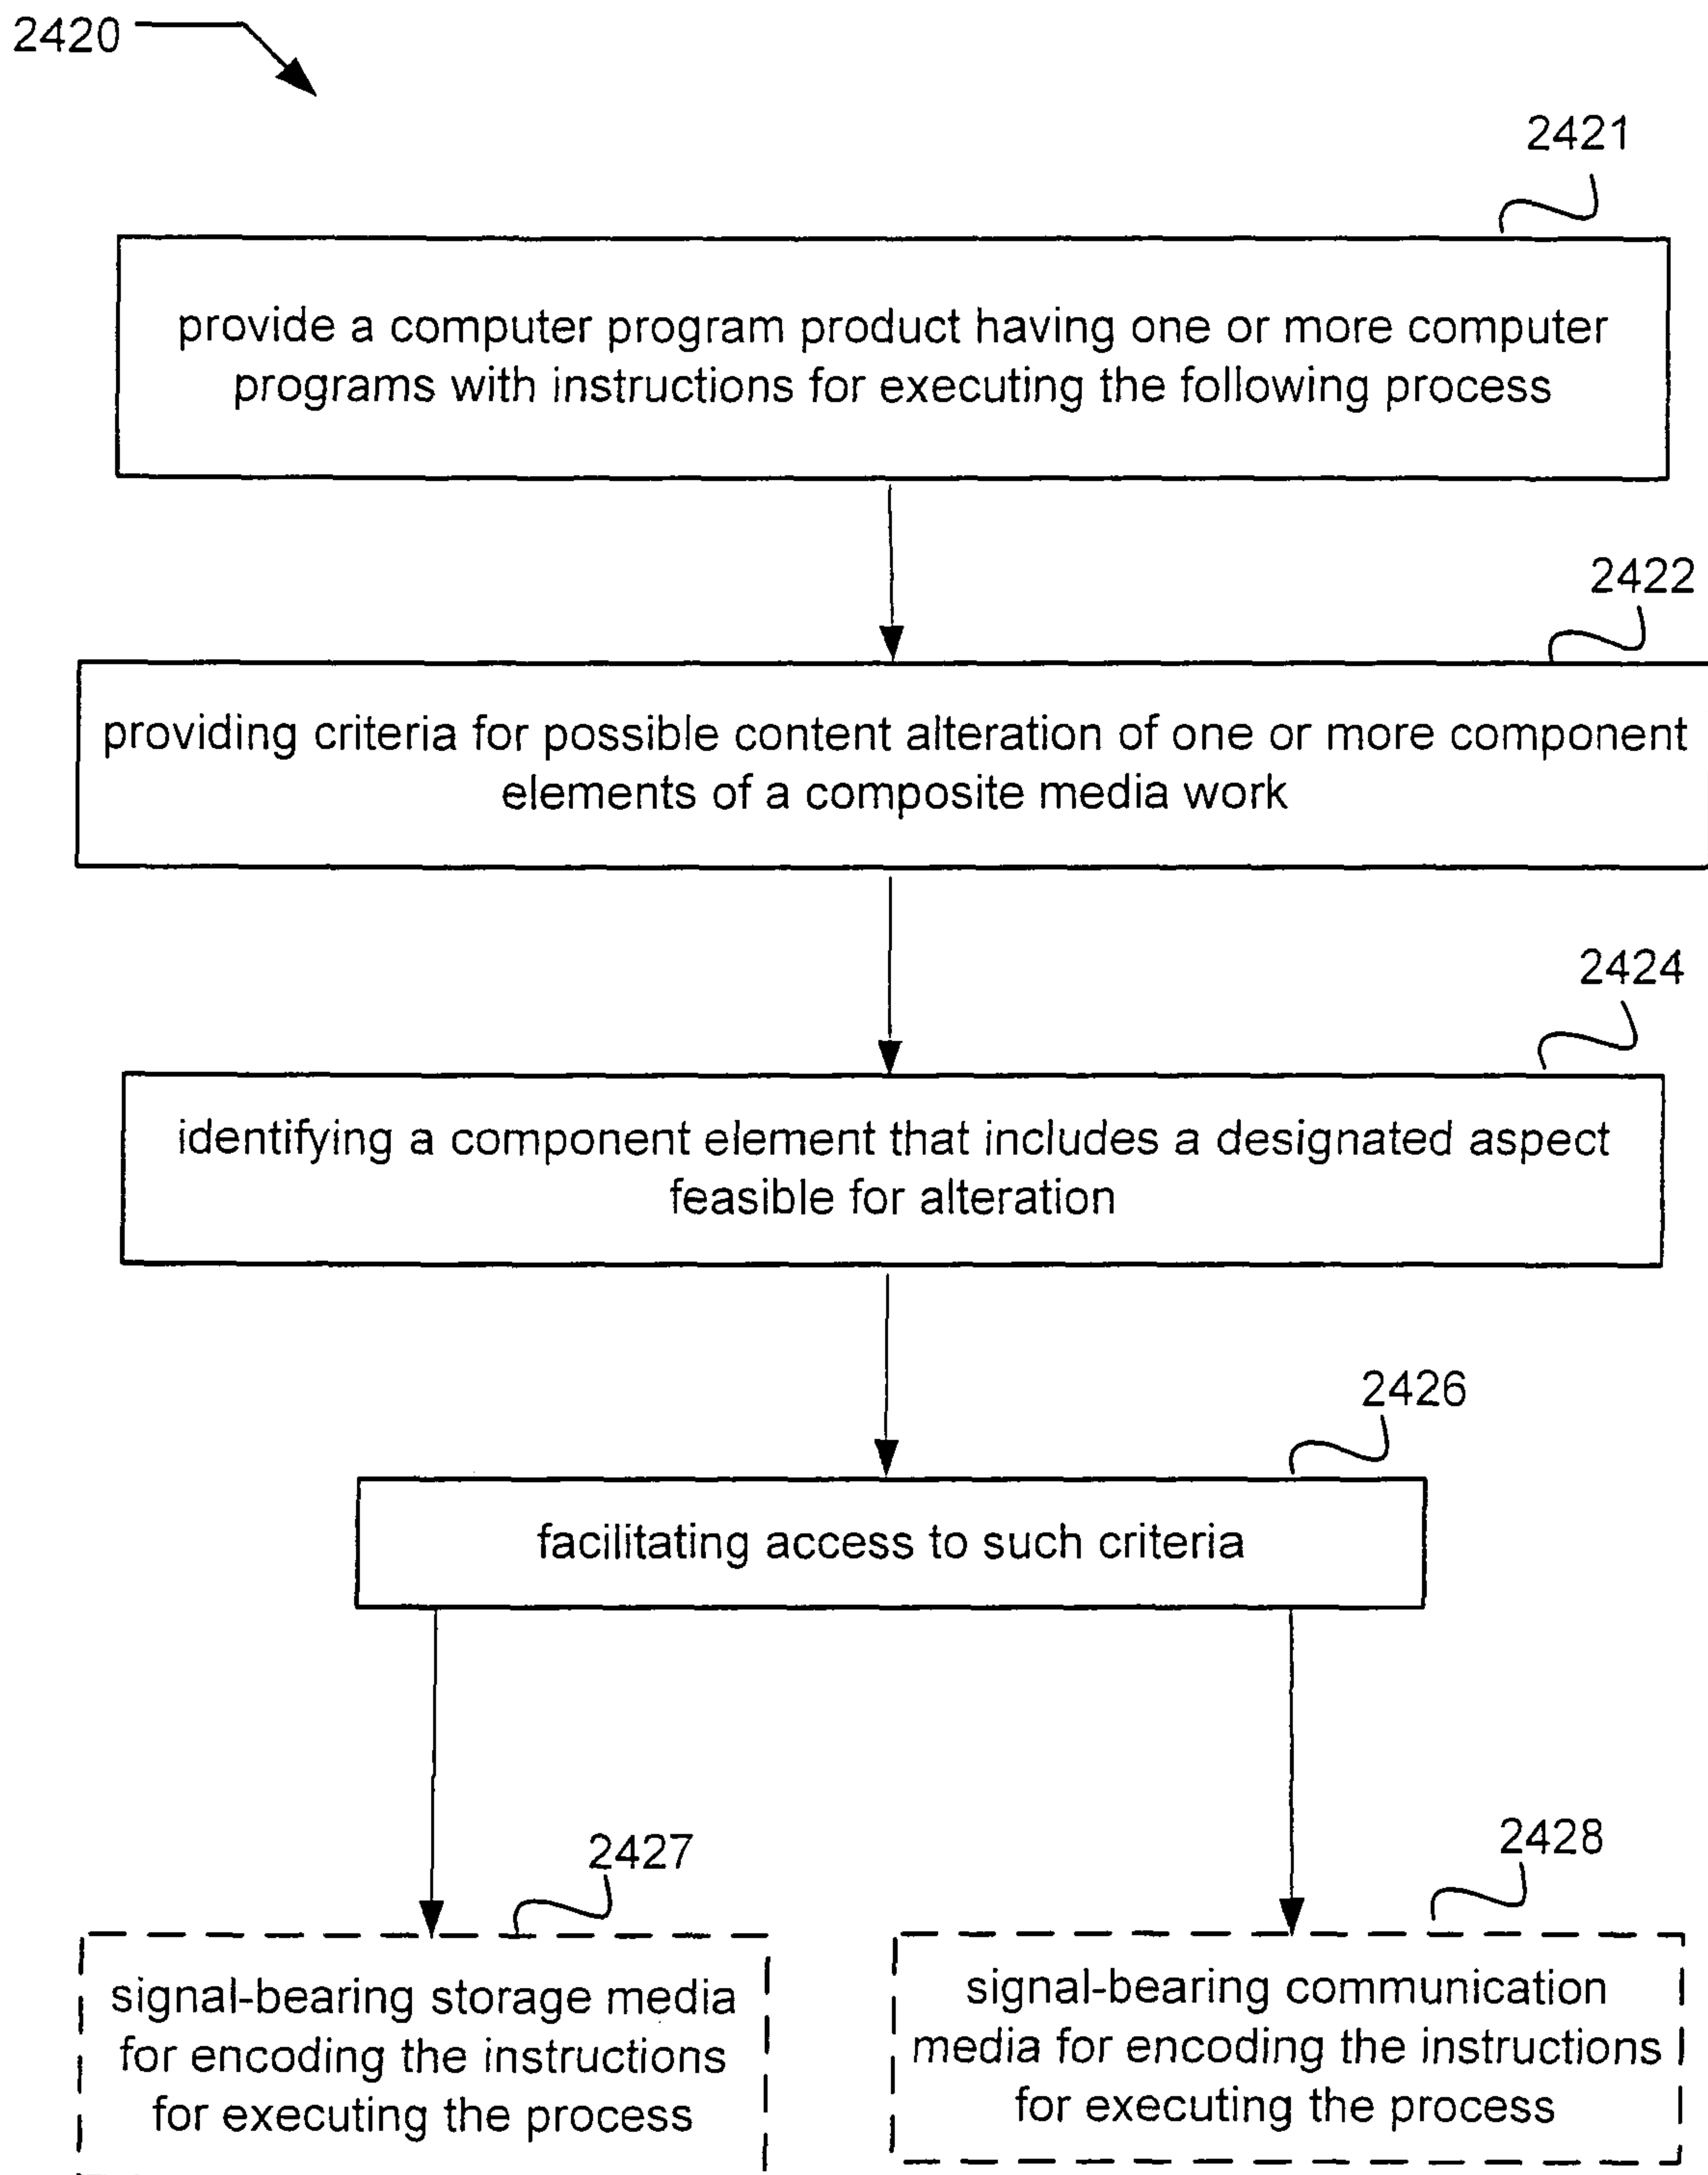 2420
2421
provide a computer program product having one or more computer
programs with instructions for executing the following process
2422
providing criteria for possible content alteration of one or more component
elements of a composite media work
2424
identifying a component element that includes a designated aspect
feasible for alteration
2426
facilitating access to such criteria
2427
signal-bearing storage media
for encoding the instructions
for executing the process
2428
signal-bearing communication
media for encoding the instructions
for executing the process